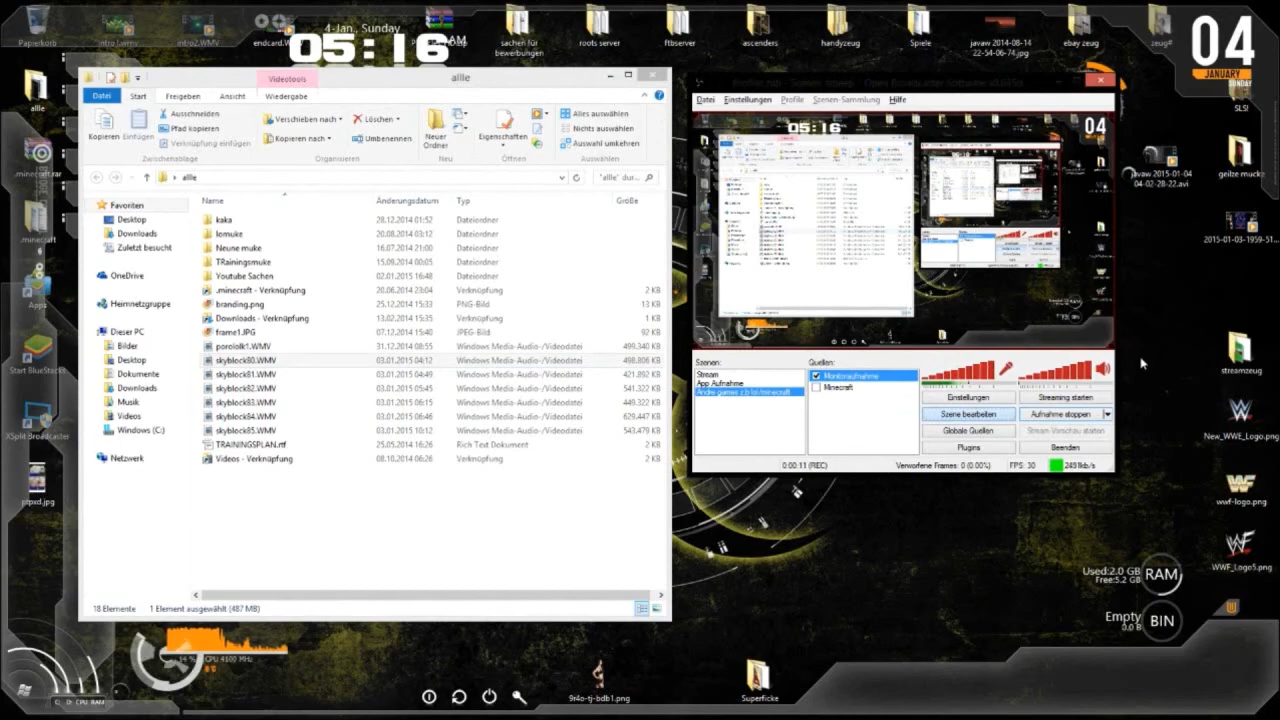 Papierkorb
intro1.wmv
intro2.WMV
endcard.W
4-Jan., Sunday
05:16
sachen für bewerbungen
roots server
ftbserver
ascenders
handyzeug
Spiele
javaw 2014-08-14 22-54-06-74.jpg
ebay zeug
zeug#
04
JANUARY
SUNDAY
SLS!
allle
.minecraft.rar
.minecraft
Apps
Start BlueStacks
XSplit Broadcaster
Videotools
allle
Datei
Start
Freigeben
Ansicht
Wiedergabe
Kopieren
Einfügen
Ausschneiden
Pfad kopieren
Verknüpfung einfügen
Zwischenablage
Verschieben nach
Kopieren nach
Löschen
Umbenennen
Organisieren
Neuer Ordner
Neu
Eigenschaften
Öffnen
Alles auswählen
Nichts auswählen
Auswahl umkehren
Auswählen
allle
"allle" dur...
Favoriten
Desktop
Downloads
Zuletzt besucht
OneDrive
Heimnetzgruppe
Dieser PC
Bilder
Desktop
Dokumente
Downloads
Musik
Videos
Windows (C:)
Netzwerk
Name Änderungsdatum Typ Größe
kaka 28.12.2014 01:52 Dateiordner
lomuke 20.08.2014 03:12 Dateiordner
Neune muke 16.07.2014 21:00 Dateiordner
TRainingsmuke 15.09.2014 00:05 Dateiordner
Youtube Sachen 02.01.2015 16:48 Dateiordner
.minecraft - Verknüpfung 20.06.2014 23:04 Verknüpfung 2 KB
branding.png 25.12.2014 15:33 PNG-Bild 13 KB
Downloads - Verknüpfung 13.02.2014 15:35 Verknüpfung 1 KB
frame1.JPG 07.12.2014 15:40 JPEG-Bild 92 KB
porololk1.WMV 31.12.2014 08:55 Windows Media-Audio-/Videodatei 499.340 KB
skyblock80.WMV 03.01.2015 04:12 Windows Media-Audio-/Videodatei 498.806 KB
skyblock81.WMV 03.01.2015 04:49 Windows Media-Audio-/Videodatei 421.892 KB
skyblock82.WMV 03.01.2015 05:42 Windows Media-Audio-/Videodatei 541.322 KB
skyblock83.WMV 03.01.2015 06:15 Windows Media-Audio-/Videodatei 449.322 KB
skyblock84.WMV 03.01.2015 06:46 Windows Media-Audio-/Videodatei 629.447 KB
skyblock85.WMV 03.01.2015 10:12 Windows Media-Audio-/Videodatei 543.479 KB
TRAININGSPLAN.rtf 25.05.2014 16:26 Rich Text Dokument 2 KB
Videos - Verknüpfung 08.10.2014 06:26 Verknüpfung 2 KB
18 Elemente 1 Element ausgewählt (487 MB)
Datei Einstellungen Profile Szenen-Sammlung Hilfe
05:16
04
Szenen:
Stream
App Aufnahme
Quellen:
Monitoraufnahme
Minecraft
Einstellungen
Streaming starten
Szene bearbeiten
Aufnahme stoppen
Globale Quellen
Stream Vorschau starten
Plugins
Beenden
0:00:11 (REC)
Verworfene Frames: 0 (0.00%)
FPS: 30
2451kb/s
javaw 2015-01-04 04-02-28-22.avi
geilze mucke
2015-01-03-1959-51...
streamzeug
New_WWE_Logo.png
wwf-logo.png
WWF_Logo5.png
Used:2.0 GB
Free:5.2 GB
RAM
Empty
0.0 B
BIN
CPU 4100 MHz
C: D: CPU RAM
9r4o-tj-bdb1.png
Superficke